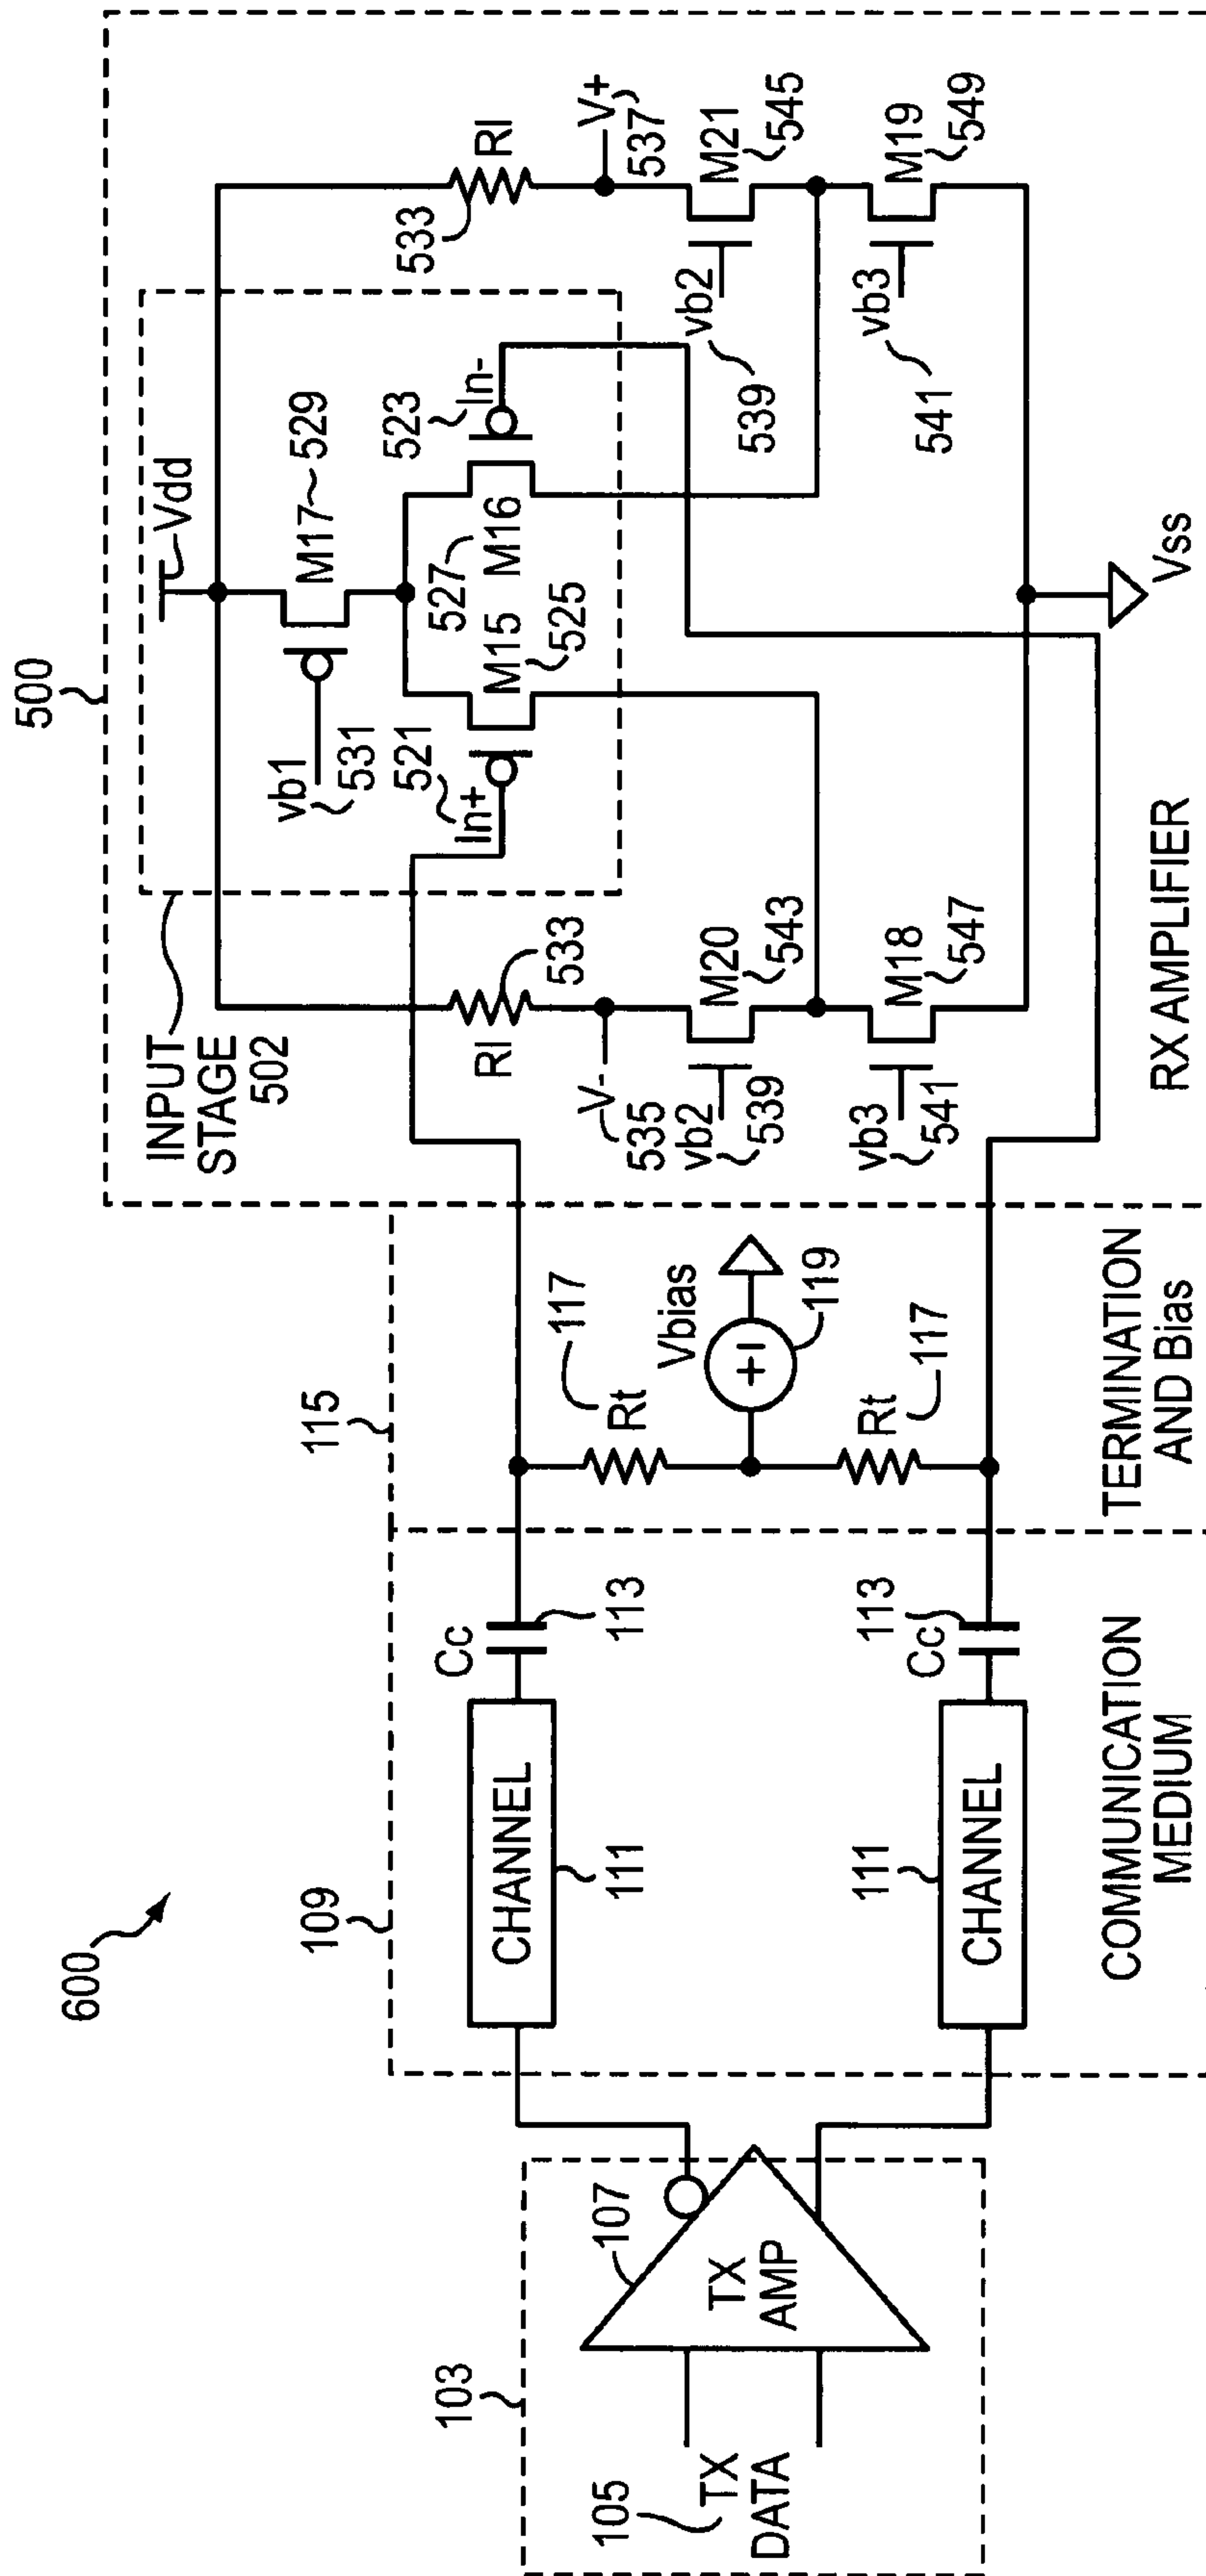 600
103
105
TX
DATA
107
TX
AMP
109
CHANNEL
111
Cc
113
CHANNEL
111
Cc
113
COMMUNICATION
MEDIUM
115
117
Rt
Vbias
119
Rt
117
TERMINATION
AND Bias
500
INPUT
STAGE
502
Vdd
M17
529
vb1
531
In+
521
M15
525
M16
527
In-
523
Rl
533
V-
535
vb2
539
M20
543
vb3
541
M18
547
Rl
533
V+
537
vb2
539
M21
545
vb3
541
M19
549
Vss
RX AMPLIFIER